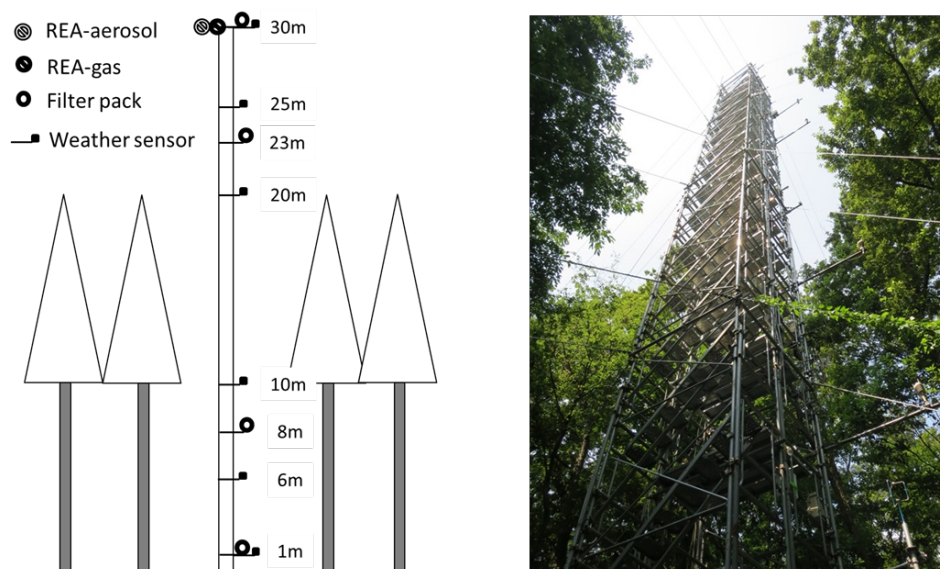 REA-aerosol
REA-gas
Filter pack
Weather sensor
30m
25m
23m
20m
10m
8m
6m
1m